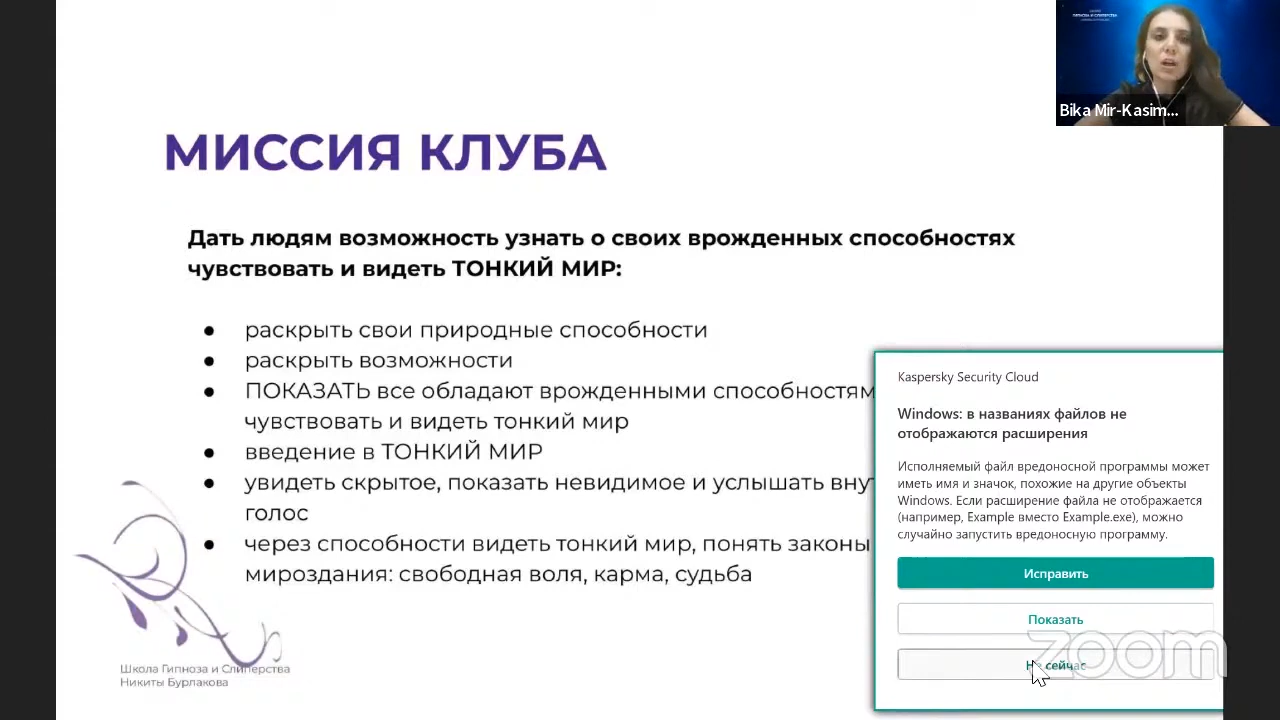 ГИПНОЗА И СЛИПЕРСТВА
Bika Mir-Kasim...
МИССИЯ КЛУБА
Дать людям возможность узнать о своих врожденных способностях
чувствовать и видеть ТОНКИЙ МИР:
● раскрыть свои природные способности
● раскрыть возможности
● ПОКАЗАТЬ все обладают врожденными способностям
чувствовать и видеть тонкий мир
● введение в ТОНКИЙ МИР
● увидеть скрытое, показать невидимое и услышать вну
голос
● через способности видеть тонкий мир, понять законы
мироздания: свободная воля, карма, судьба
Школа Гипноза и Слиперства
Никиты Бурлакова
Kaspersky Security Cloud
Windows: в названиях файлов не
отображаются расширения
Исполняемый файл вредоносной программы может
иметь имя и значок, похожие на другие объекты
Windows. Если расширение файла не отображается
(например, Example вместо Example.exe), можно
случайно запустить вредоносную программу.
Исправить
Показать
Не сейчас
zoom